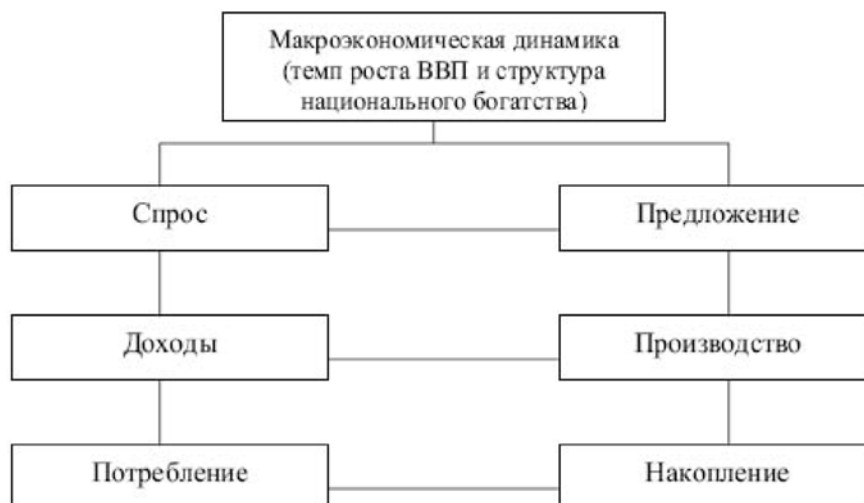 Макроэкономическая динамика
(темп роста ВВП и структура
национального богатства)
Спрос
Предложение
Доходы
Производство
Потребление
Накопление